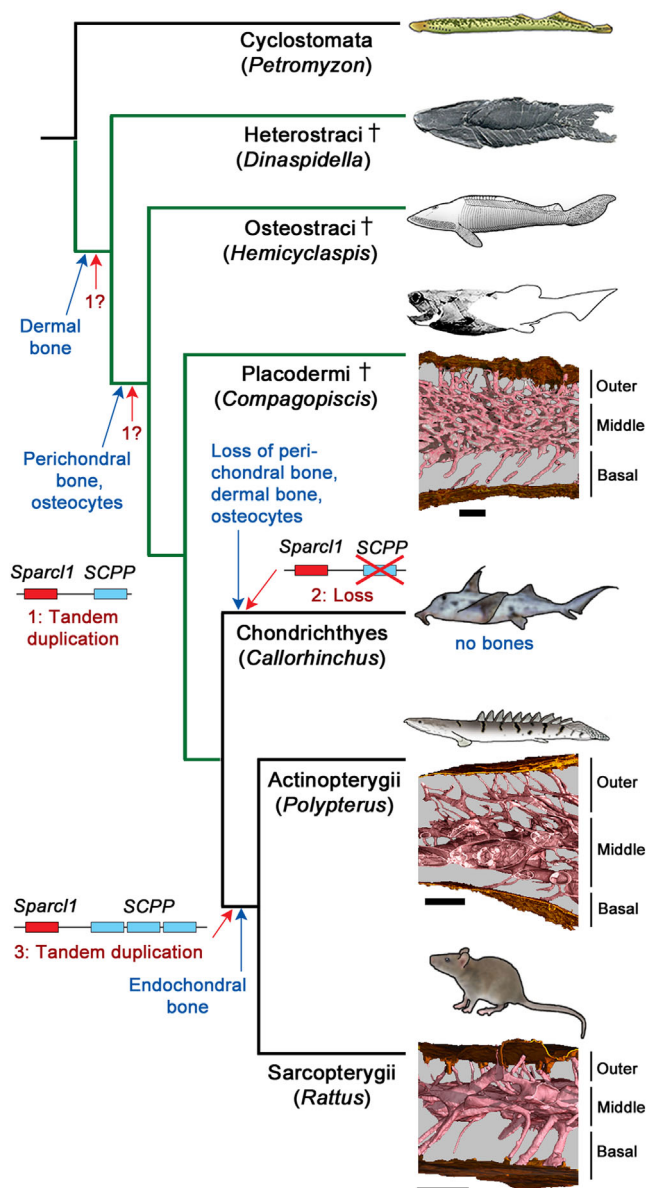 Cyclostomata
(Petromyzon)
Heterostraci †
(Dinaspidella)
Osteostraci †
(Hemicyclaspis)
Dermal
bone
1?
Placodermi †
(Compagopiscis)
Outer
Middle
Basal
1?
Perichondral
bone,
osteocytes
Loss of peri-
chondral bone,
dermal bone,
osteocytes
Sparcl1 SCPP
2: Loss
Sparcl1 SCPP
1: Tandem
duplication
Chondrichthyes
(Callorhinchus)
no bones
Actinopterygii
(Polypterus)
Outer
Middle
Basal
Sparcl1 SCPP
3: Tandem duplication
Endochondral
bone
Sarcopterygii
(Rattus)
Outer
Middle
Basal